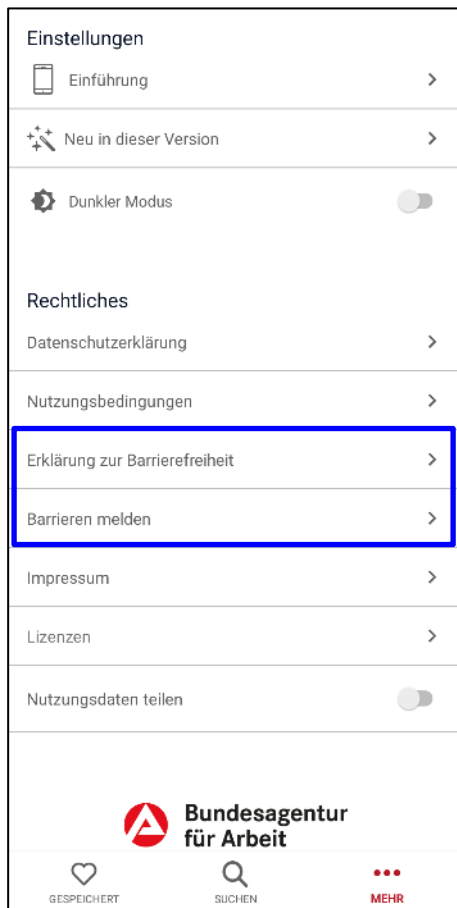 Einstellungen
Einführung
Neu in dieser Version
Dunkler Modus
Rechtliches
Datenschutzerklärung
Nutzungsbedingungen
Erklärung zur Barrierefreiheit
Barrieren melden
Impressum
Lizenzen
Nutzungsdaten teilen
Bundesagentur
für Arbeit
GESPEICHERT SUCHEN MEHR